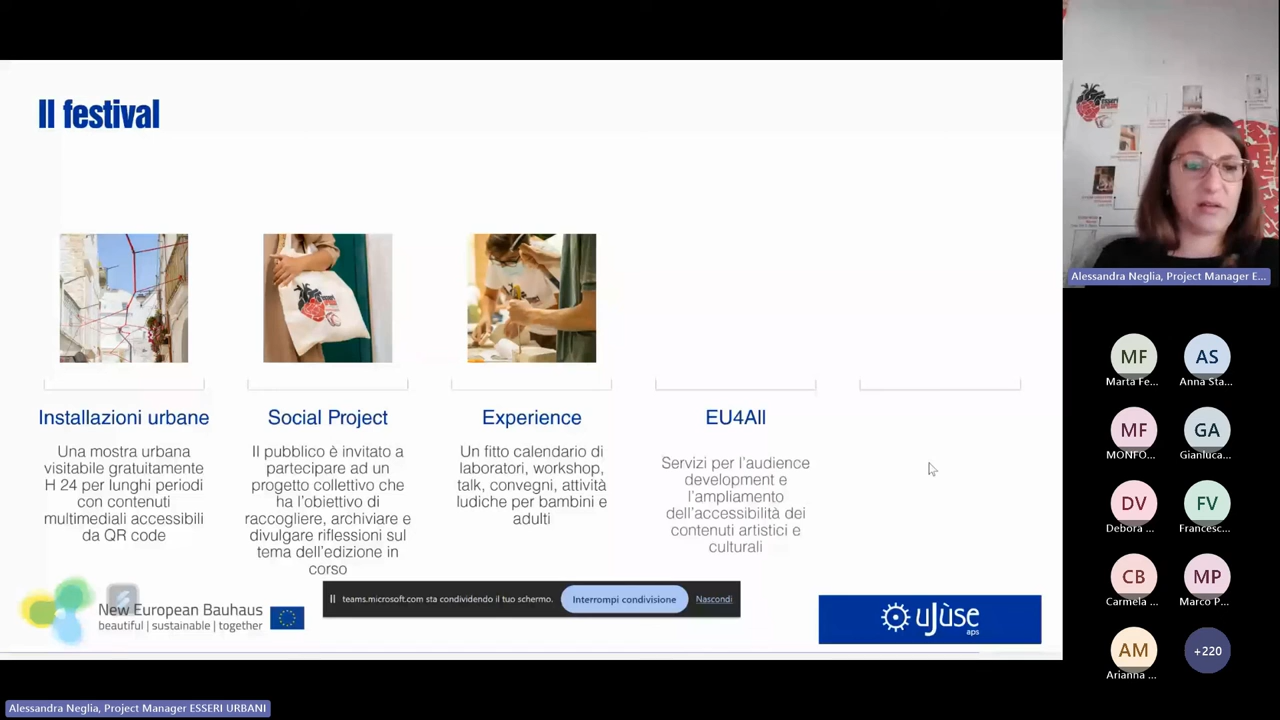 Il festival
Installazioni urbane
Una mostra urbana
visitabile gratuitamente
H 24 per lunghi periodi
con contenuti
multimediali accessibili
da QR code
Social Project
Il pubblico è invitato a
partecipare ad un
progetto collettivo che
ha l'obiettivo di
raccogliere, archiviare e
divulgare riflessioni sul
tema dell'edizione in
corso
Experience
Un fitto calendario di
laboratori, workshop,
talk, convegni, attività
ludiche per bambini e
adulti
EU4All
Servizi per l'audience
development e
l'ampliamento
dell'accessibilità dei
contenuti artistici e
culturali
New European Bauhaus
beautiful | sustainable | together
teams.microsoft.com sta condividendo il tuo schermo.
Interrompi condivisione
Nascondi
uJùse
aps
Alessandra Neglia, Project Manager E...
MF
Marta Fe...
AS
Anna Sta...
MF
MONFO...
GA
Gianluca...
DV
Debora ...
FV
Francesc...
CB
Carmela ...
MP
Marco P...
AM
Arianna ...
+220
Alessandra Neglia, Project Manager ESSERI URBANI